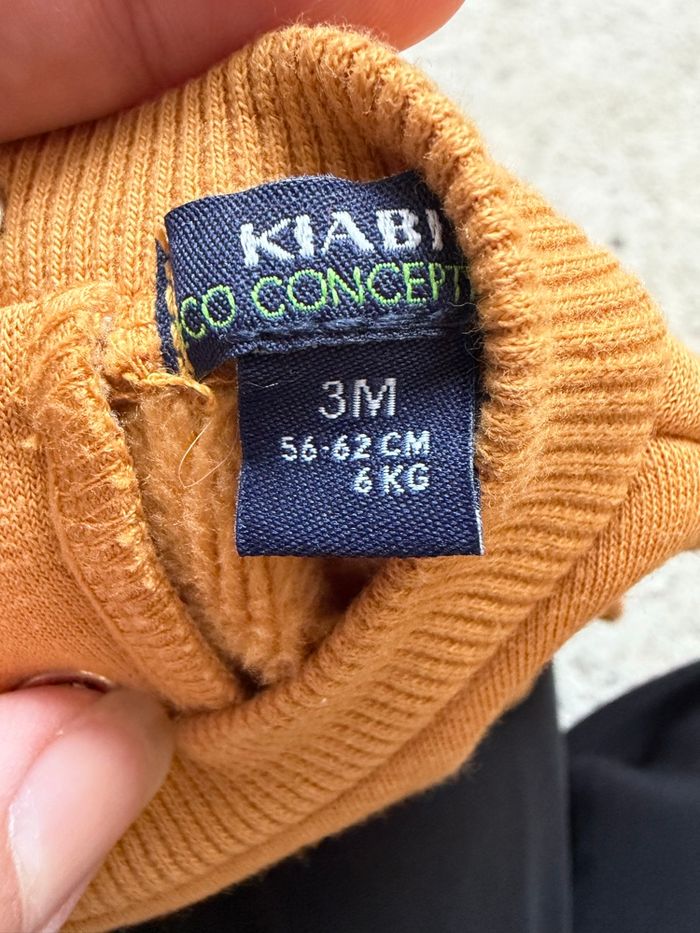 KIABI
CO CONCEPT
3M
56-62 CM
6 KG